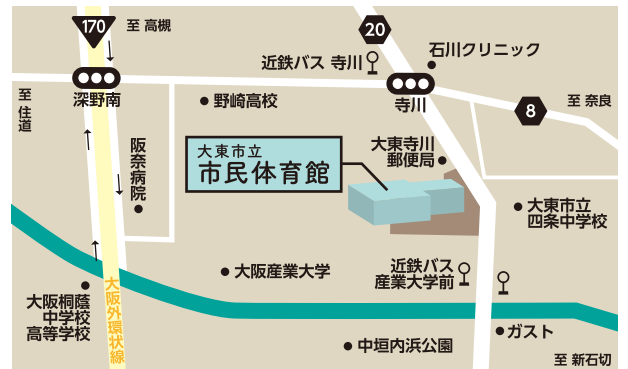 170
至 高槻
20
近鉄バス 寺川
石川クリニック
深野南
寺川
至 住道
野崎高校
8
至 奈良
阪奈病院
大東市立
市民体育館
大東寺川
郵便局
大東市立
四条中学校
大阪産業大学
近鉄バス
産業大学前
大阪桐蔭
中学校
高等学校
大阪外環状線
中垣内浜公園
ガスト
至 新石切